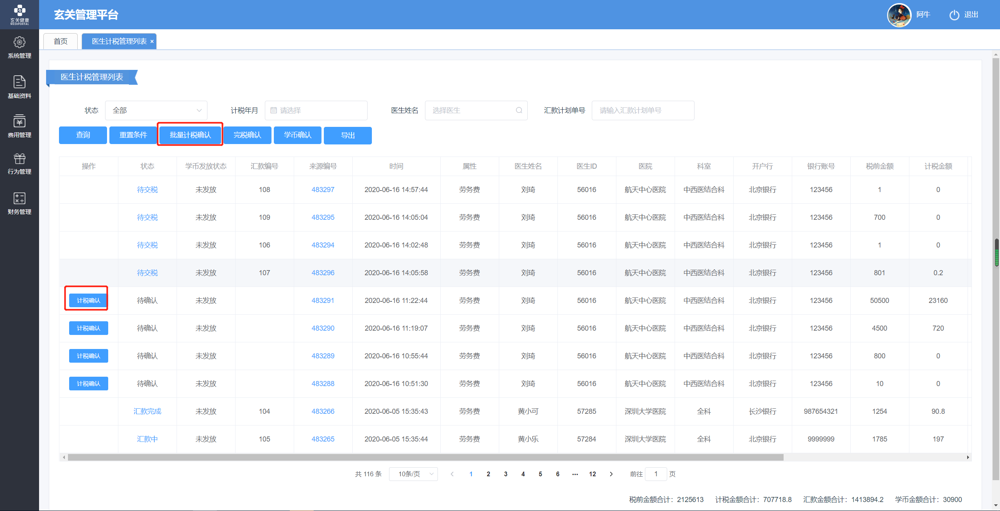 玄关健康
MEDIPORTAL
玄关管理平台
阿牛
退出
系统管理
基础资料
费用管理
行为管理
财务管理
首页
医生计税管理列表 ×
医生计税管理列表
状态 全部 计税年月 请选择 医生姓名 选择医生 汇款计划单号 请输入汇款计划单号
查询 重置条件 批量计税确认 完税确认 学币确认 导出
操作 状态 学币发放状态 汇款编号 来源编号 时间 属性 医生姓名 医生ID 医院 科室 开户行 银行账号 税前金额 计税金额
待交税 未发放 108 483297 2020-06-16 14:57:44 劳务费 刘琦 56016 航天中心医院 中西医结合科 北京银行 123456 1 0
待交税 未发放 109 483295 2020-06-16 14:05:04 劳务费 刘琦 56016 航天中心医院 中西医结合科 北京银行 123456 700 0
待交税 未发放 106 483294 2020-06-16 14:02:48 劳务费 刘琦 56016 航天中心医院 中西医结合科 北京银行 123456 1 0
待交税 未发放 107 483296 2020-06-16 14:05:58 劳务费 刘琦 56016 航天中心医院 中西医结合科 北京银行 123456 801 0.2
计税确认 待确认 未发放 483291 2020-06-16 11:22:44 劳务费 刘琦 56016 航天中心医院 中西医结合科 北京银行 123456 50500 23160
计税确认 待确认 未发放 483290 2020-06-16 11:19:07 劳务费 刘琦 56016 航天中心医院 中西医结合科 北京银行 123456 4500 720
计税确认 待确认 未发放 483289 2020-06-16 10:55:44 劳务费 刘琦 56016 航天中心医院 中西医结合科 北京银行 123456 800 0
计税确认 待确认 未发放 483288 2020-06-16 10:51:30 劳务费 刘琦 56016 航天中心医院 中西医结合科 北京银行 123456 10 0
汇款完成 未发放 104 483266 2020-06-05 15:35:43 劳务费 黄小可 57285 深圳大学医院 全科 长沙银行 987654321 1254 90.8
汇款中 未发放 105 483265 2020-06-05 15:35:44 劳务费 黄小乐 57284 深圳大学医院 全科 北京银行 9999999 1785 197
共 116 条 10条/页 1 2 3 4 5 6 ••• 12 前往 1 页
税前金额合计：2125613 计税金额合计：707718.8 汇款金额合计：1413894.2 学币金额合计：30900